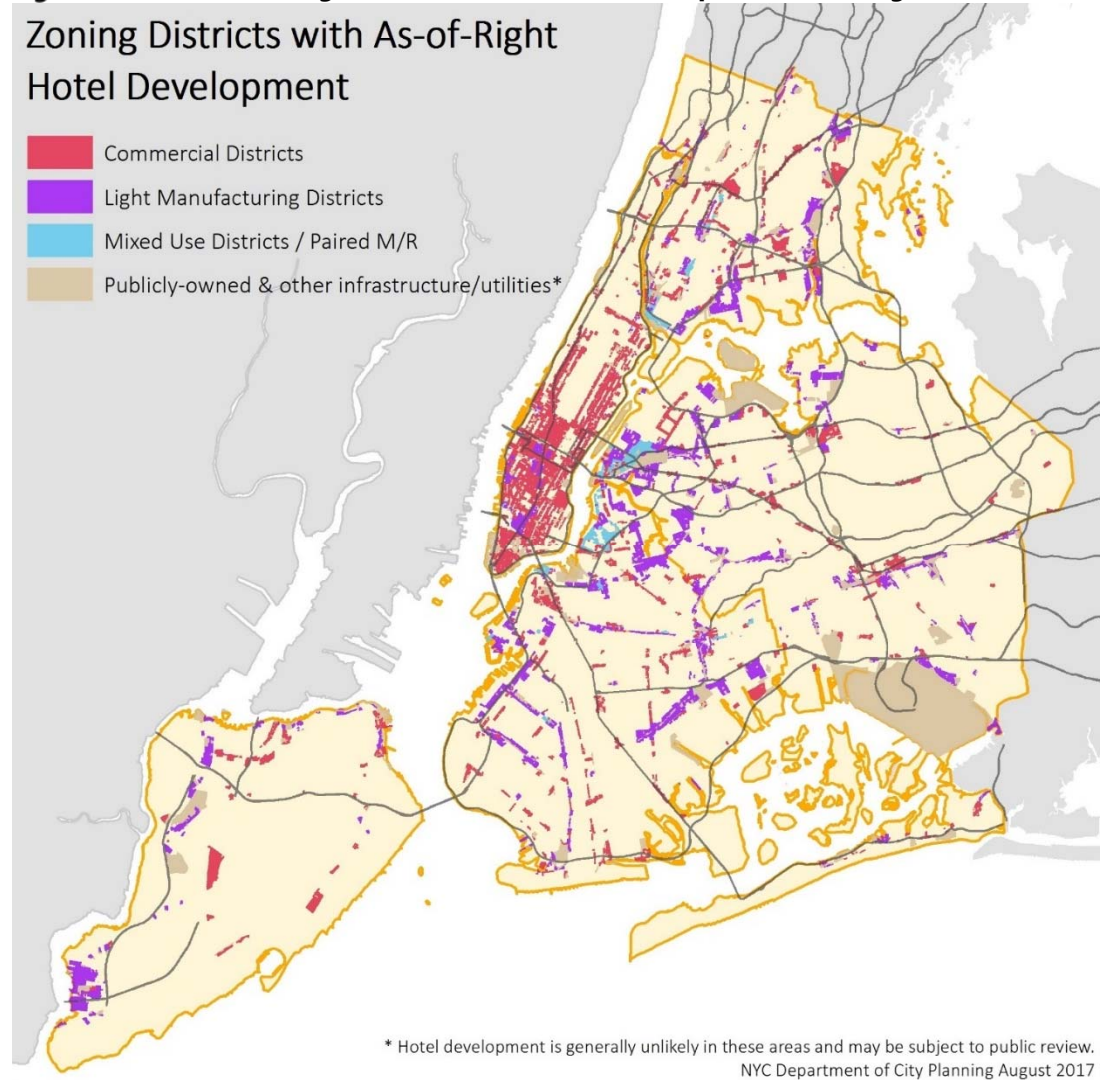 Zoning Districts with As-of-Right
Hotel Development
Commercial Districts
Light Manufacturing Districts
Mixed Use Districts / Paired M/R
Publicly-owned & other infrastructure/utilities*
* Hotel development is generally unlikely in these areas and may be subject to public review.
NYC Department of City Planning August 2017